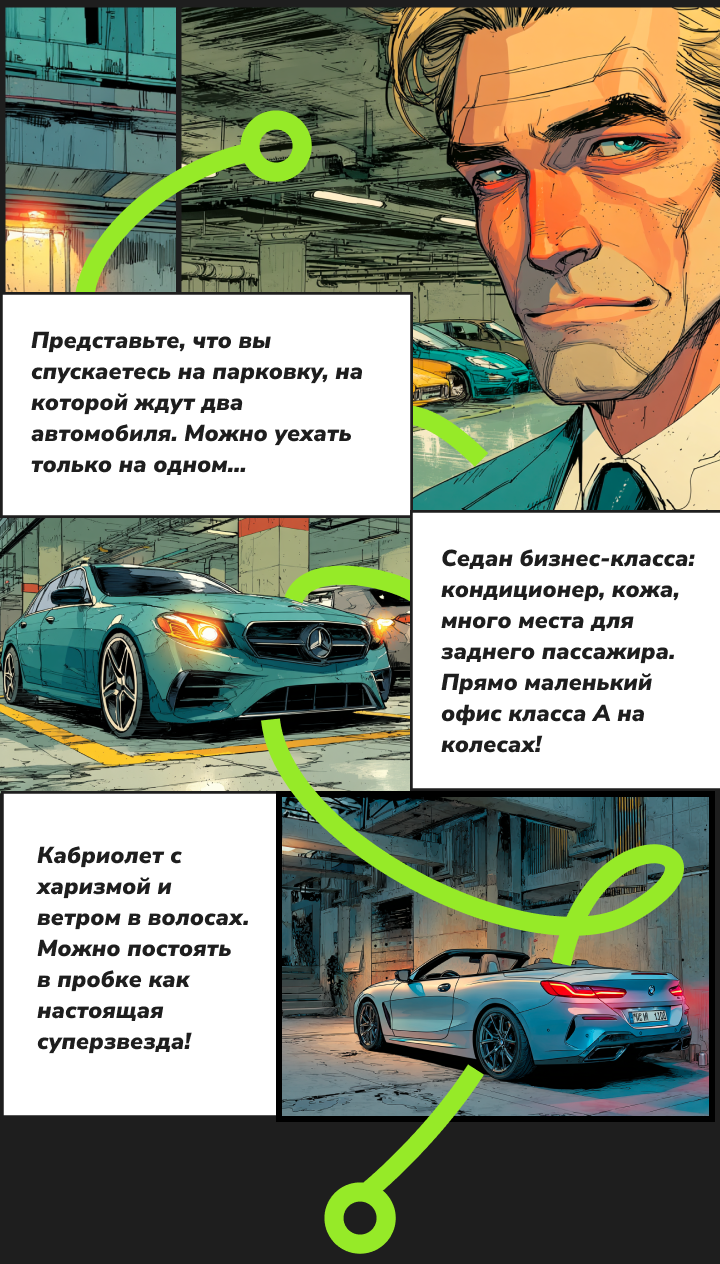 Представьте, что вы
спускаетесь на парковку, на
которой ждут два
автомобиля. Можно уехать
только на одном...
Седан бизнес-класса:
кондиционер, кожа,
много места для
заднего пассажира.
Прямо маленький
офис класса А на
колесах!
Кабриолет с
харизмой и
ветром в волосах.
Можно постоять
в пробке как
настоящая
суперзвезда!